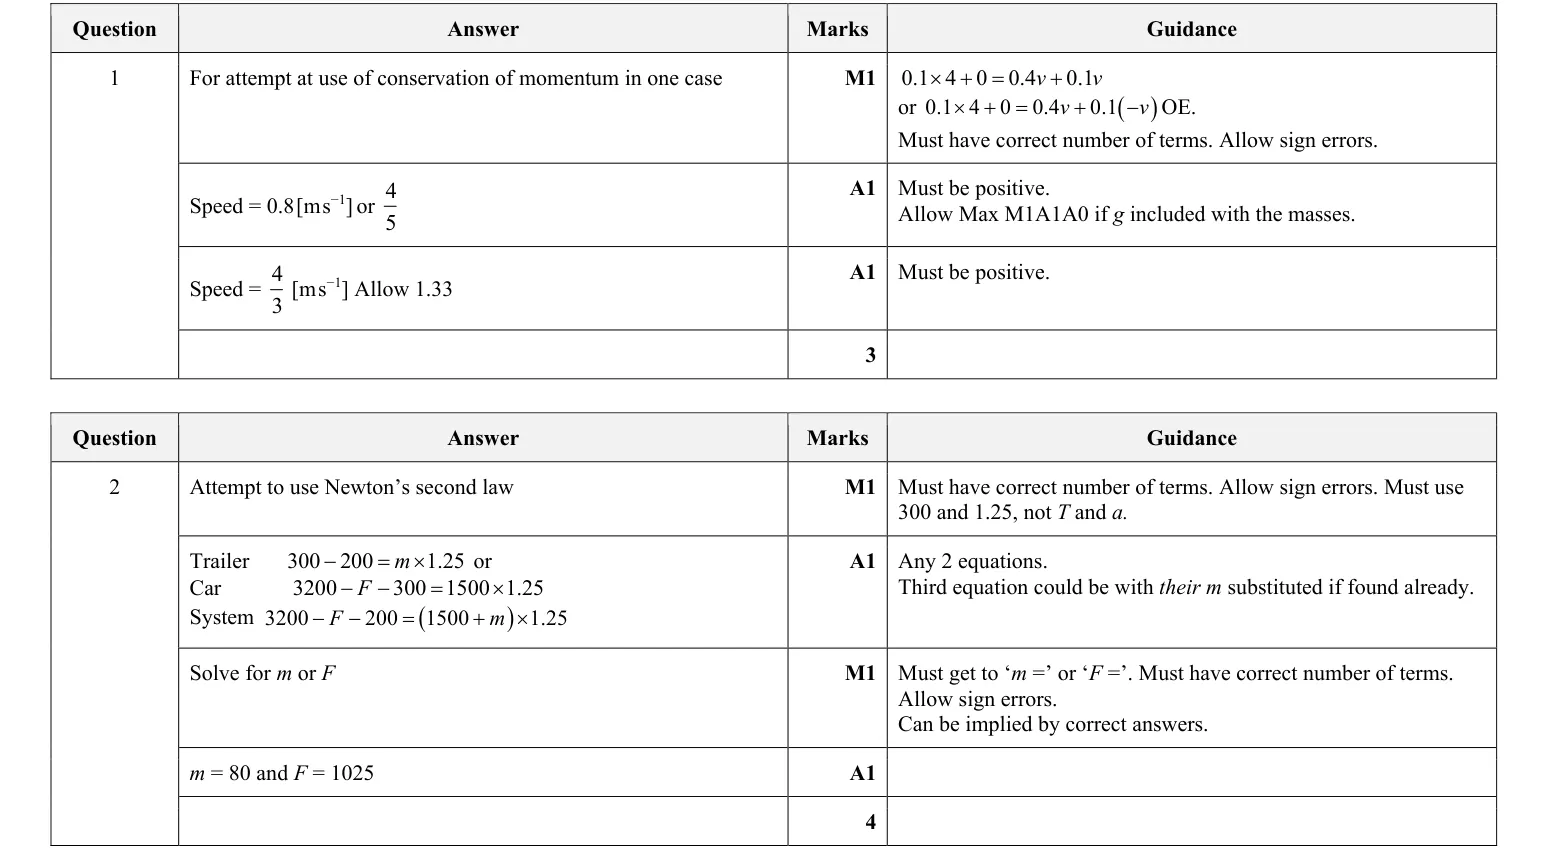 Question Answer Marks Guidance
1 For attempt at use of conservation of momentum in one case M1 0.1×4+0=0.4v+0.1v
or 0.1×4+0=0.4v+0.1(−v) OE.
Must have correct number of terms. Allow sign errors.
Speed = 0.8[ms⁻¹] or 4/5 A1 Must be positive.
Allow Max M1A1A0 if g included with the masses.
Speed = 4/3 [ms⁻¹] Allow 1.33 A1 Must be positive.
3
Question Answer Marks Guidance
2 Attempt to use Newton’s second law M1 Must have correct number of terms. Allow sign errors. Must use
300 and 1.25, not T and a.
Trailer 300−200=m×1.25 or A1 Any 2 equations.
Car 3200−F−300=1500×1.25 Third equation could be with their m substituted if found already.
System 3200−F−200=(1500+m)×1.25
Solve for m or F M1 Must get to ‘m =’ or ‘F =’. Must have correct number of terms.
Allow sign errors.
Can be implied by correct answers.
m = 80 and F = 1025 A1
4